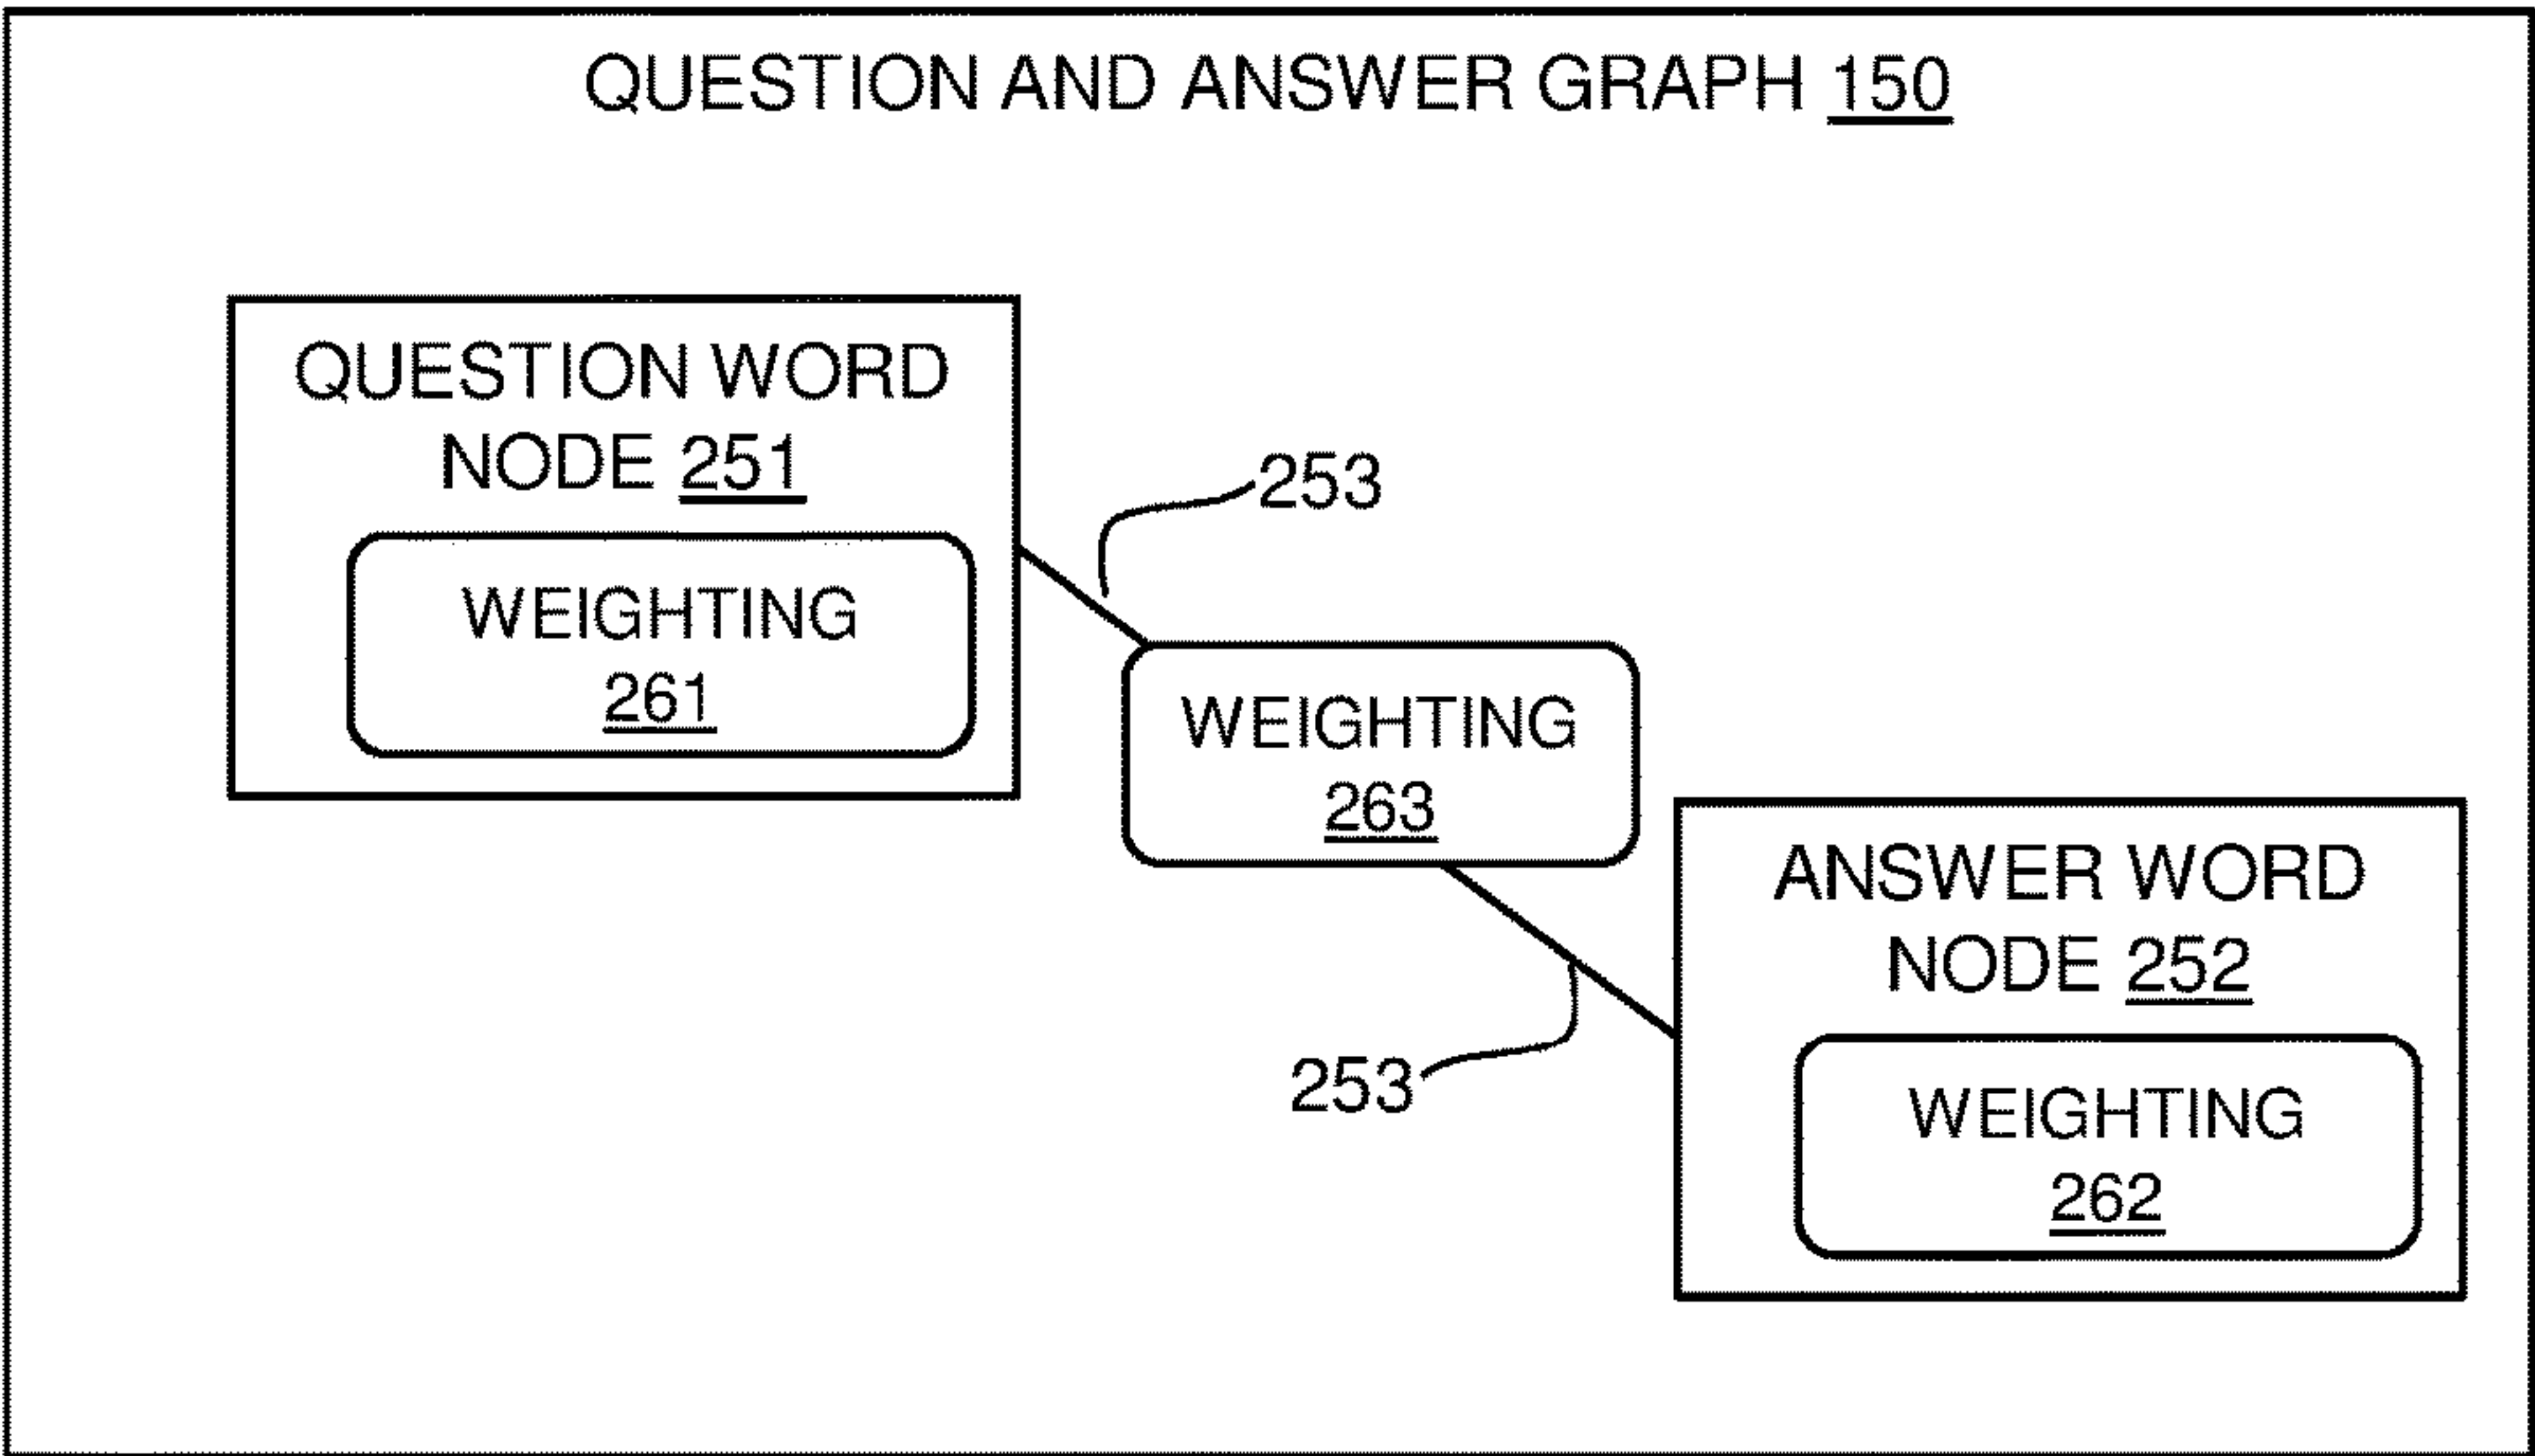 QUESTION AND ANSWER GRAPH 150
QUESTION WORD
NODE 251
WEIGHTING
261
253
WEIGHTING
263
253
ANSWER WORD
NODE 252
WEIGHTING
262